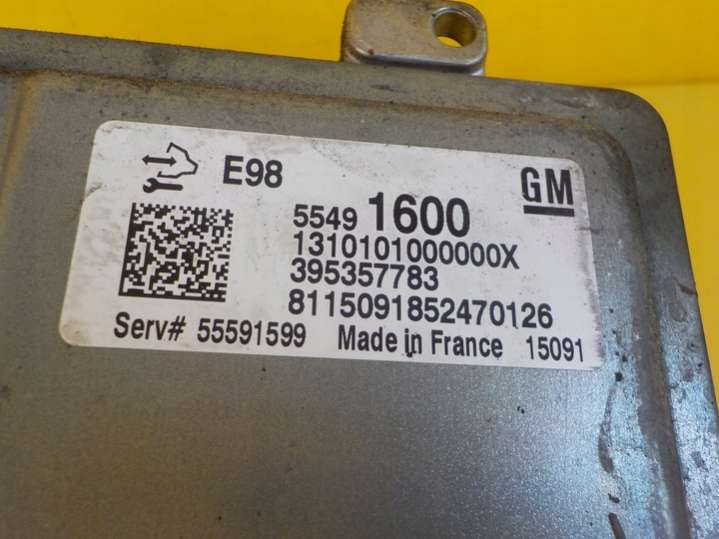 E98
GM
5549 1600
1310101000000X
395357783
8115091852470126
Serv# 55591599 Made in France 15091